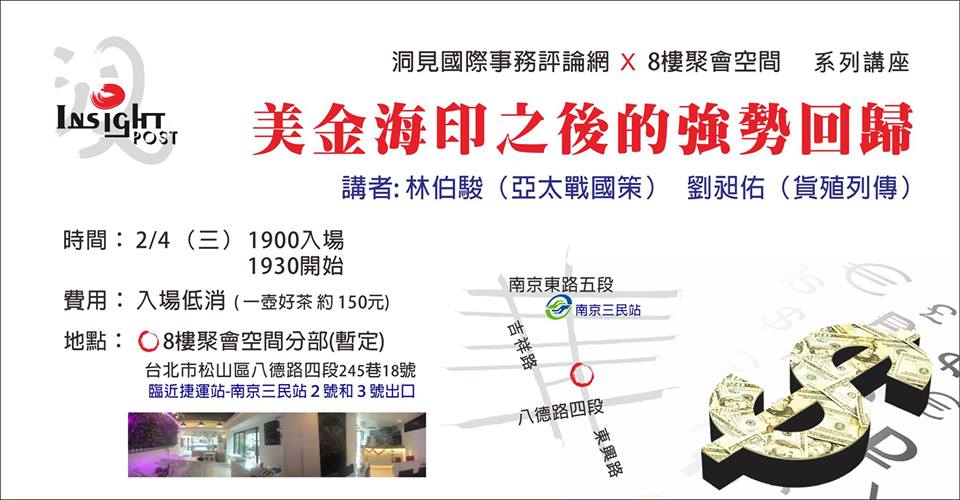 洞
INSIGHT
POST
洞見國際事務評論網 X 8樓聚會空間 系列講座
美金海印之後的強勢回歸
講者: 林伯駿（亞太戰國策） 劉昶佑（貨殖列傳）
時間： 2/4 （三） 1900入場
1930開始
費用： 入場低消 ( 一壺好茶 約 150元)
地點： 8樓聚會空間分部(暫定)
台北市松山區八德路四段245巷18號
臨近捷運站-南京三民站 2 號和 3 號出口
南京東路五段
南京三民站
吉祥路
八德路四段
東興路